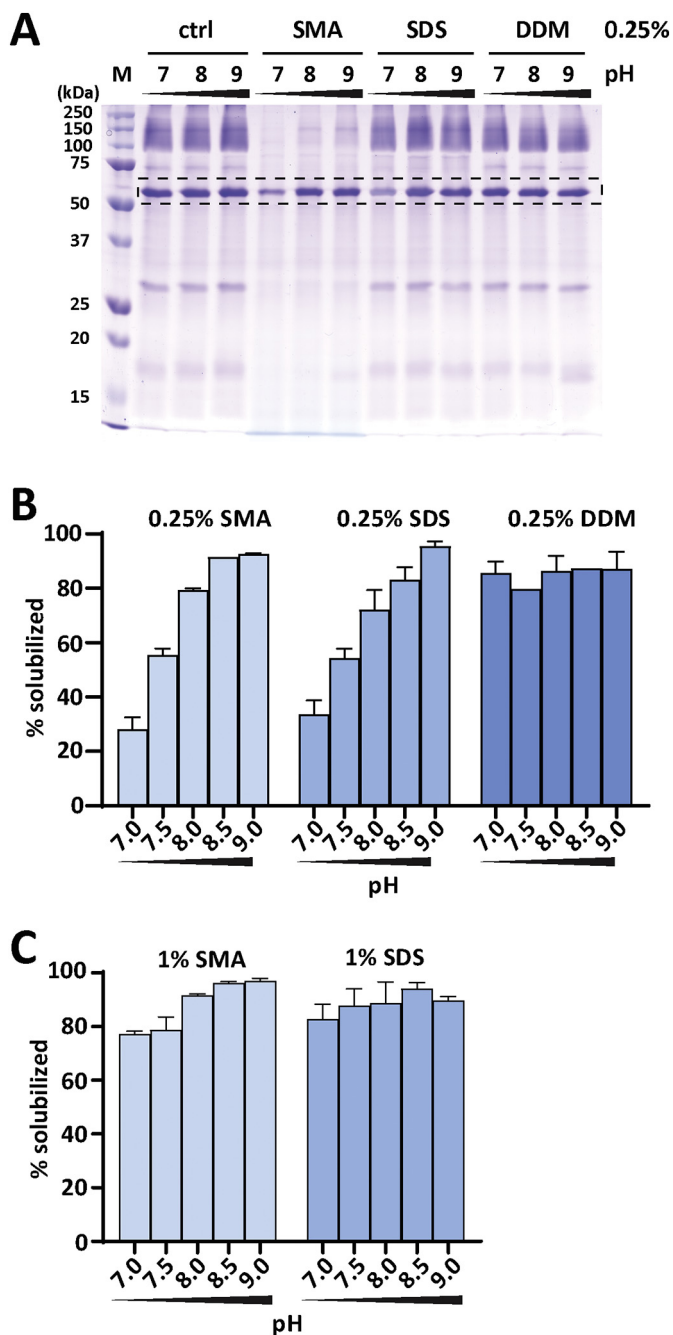 A
ctrl SMA SDS DDM 0.25%
M 7 8 9 7 8 9 7 8 9 7 8 9 pH
(kDa)
250
150
100
75
50
37
25
20
15
B
0.25% SMA 0.25% SDS 0.25% DDM
% solubilized
100
80
60
40
20
0
7.0 7.5 8.0 8.5 9.0 7.0 7.5 8.0 8.5 9.0 7.0 7.5 8.0 8.5 9.0
pH
C
1% SMA 1% SDS
% solubilized
100
80
60
40
20
0
7.0 7.5 8.0 8.5 9.0 7.0 7.5 8.0 8.5 9.0
pH